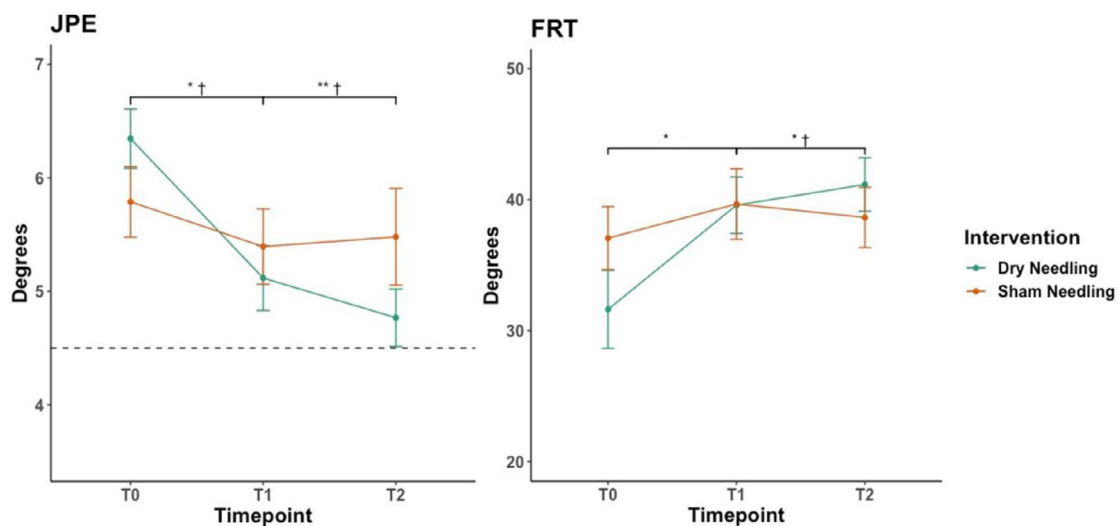 JPE
7
6
5
4
Degrees
* †
** †
T0
T1
T2
Timepoint
FRT
50
40
30
20
Degrees
*
* †
T0
T1
T2
Timepoint
Intervention
Dry Needling
Sham Needling